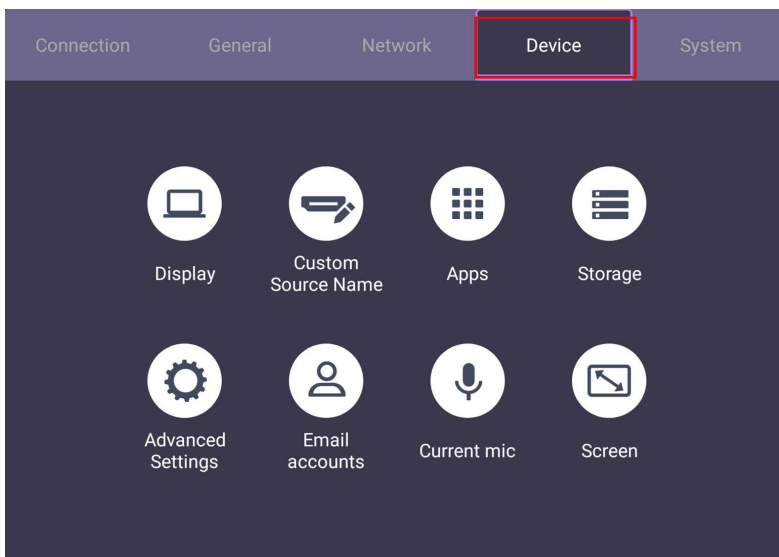 Connection
General
Network
Device
System
Display
Custom
Source Name
Apps
Storage
Advanced
Settings
Email
accounts
Current mic
Screen